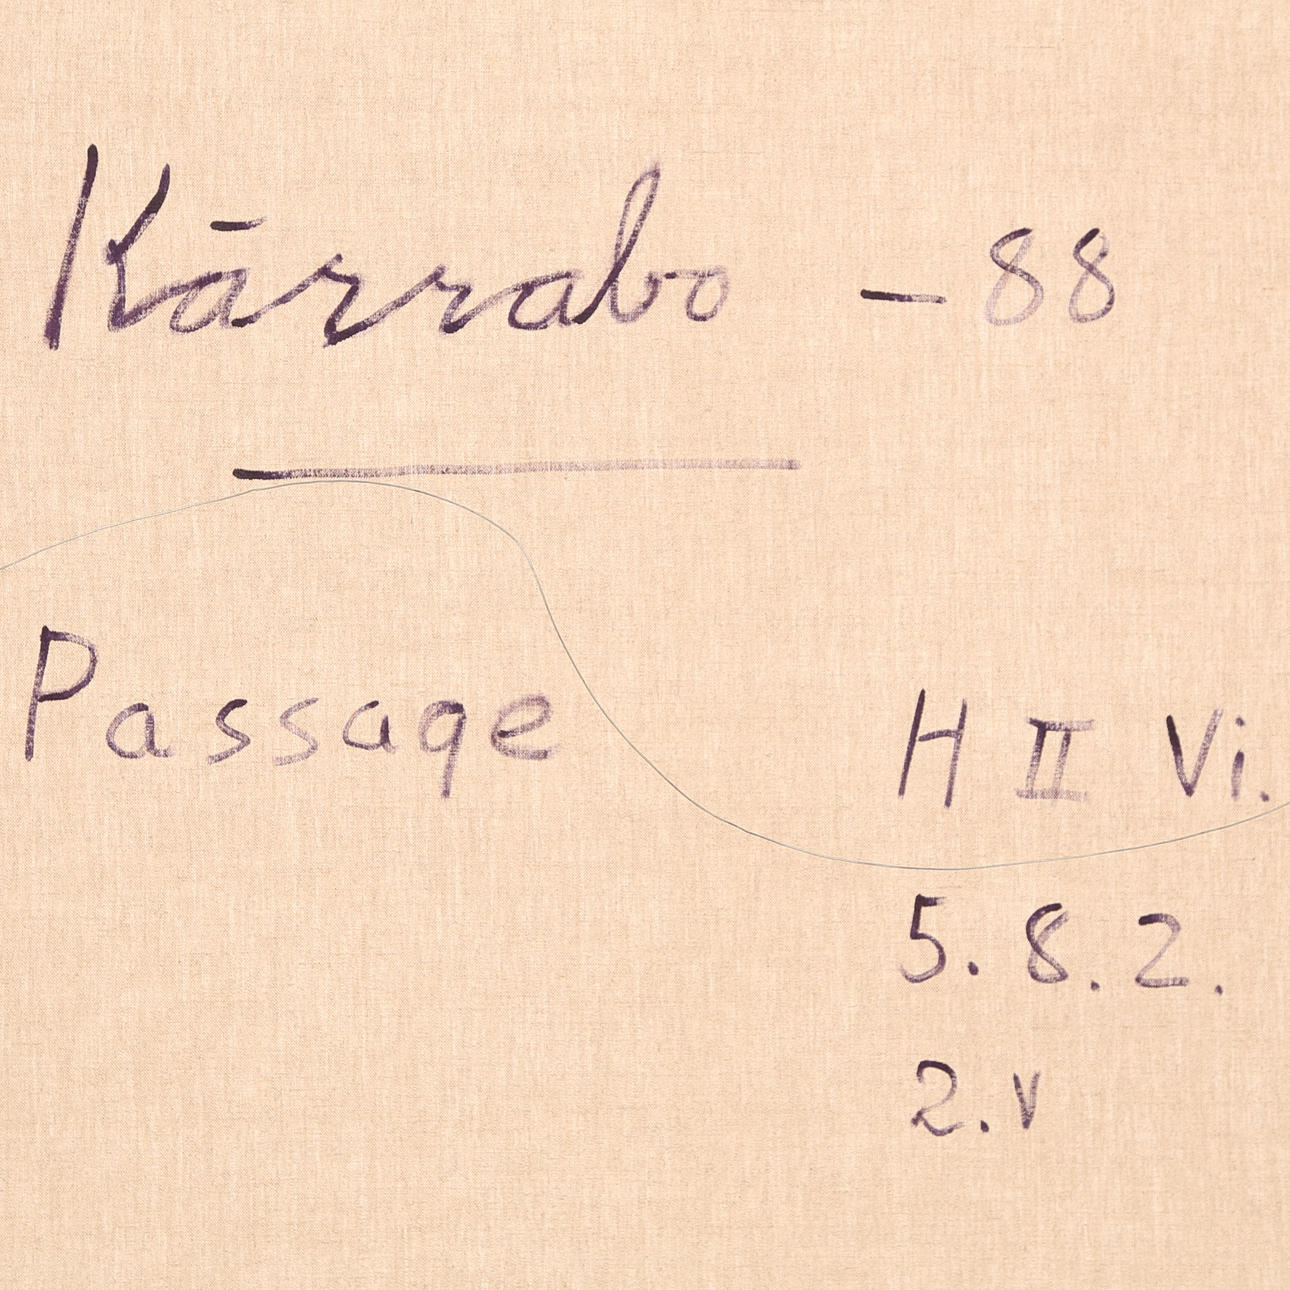 Kärrabo -88
Passage
H II Vi.
5.8.2.
2.v